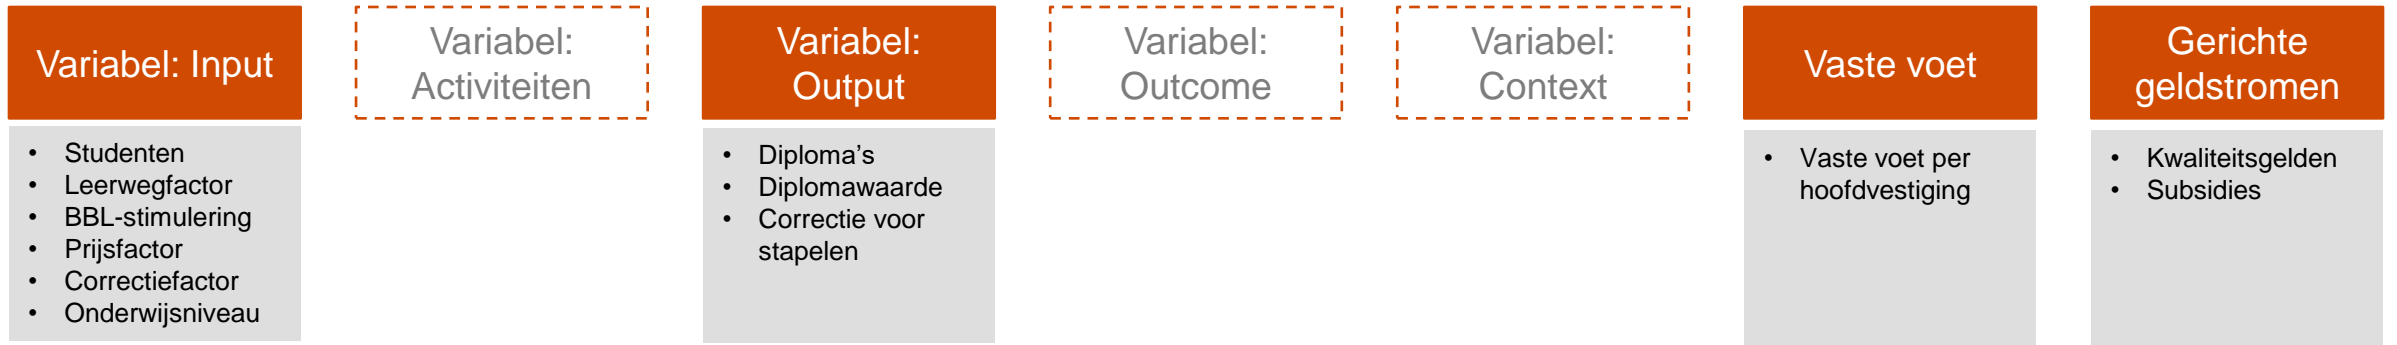 Variabel: Input
Variabel:
Activiteiten
Variabel:
Output
Variabel:
Outcome
Variabel:
Context
Vaste voet
Gerichte
geldstromen
• Studenten
• Leerwegfactor
• BBL-stimulering
• Prijsfactor
• Correctiefactor
• Onderwijsniveau
• Diploma's
• Diplomawaarde
• Correctie voor
stapelen
• Vaste voet per
hoofdvestiging
• Kwaliteitsgelden
• Subsidies